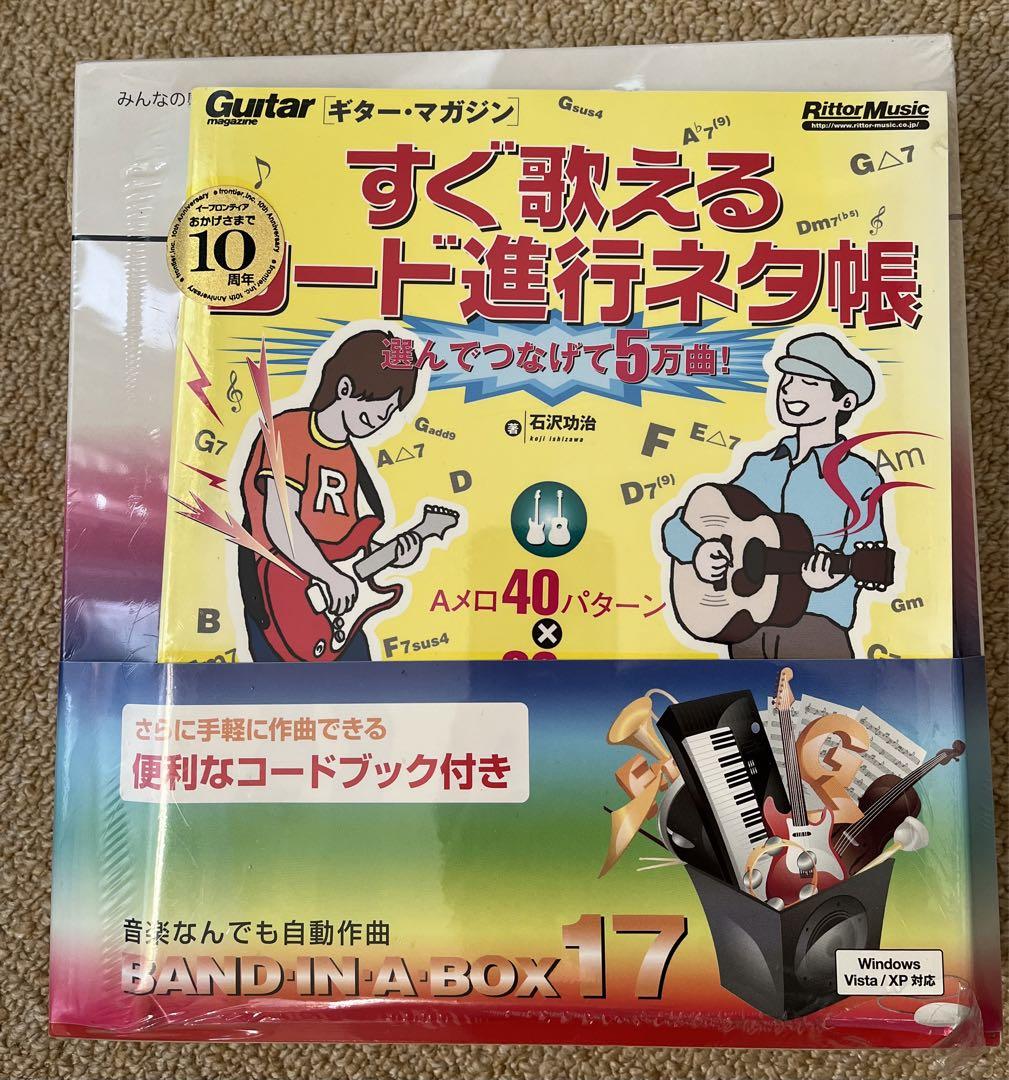 みんなの
Guitar magazine [ギター・マガジン]
Rittor Music
http://www.rittor-music.co.jp/
Gsus4
A♭7(9)
G△7
すぐ歌える
Dm7(b5)
frontier, Inc. 10th Anniversary
イーフロンティア
おかげさまで
10
周年
コード進行ネタ帳
選んでつなげて5万曲!
著 石沢功治
koji ishizawa
G7
Gadd9
A△7
D
F
E△7
D7(9)
Am
R
Aメロ40パターン
×
B
F7sus4
Gm
さらに手軽に作曲できる
便利なコードブック付き
音楽なんでも自動作曲
BAND-IN-A-BOX 17
Windows
Vista / XP 対応